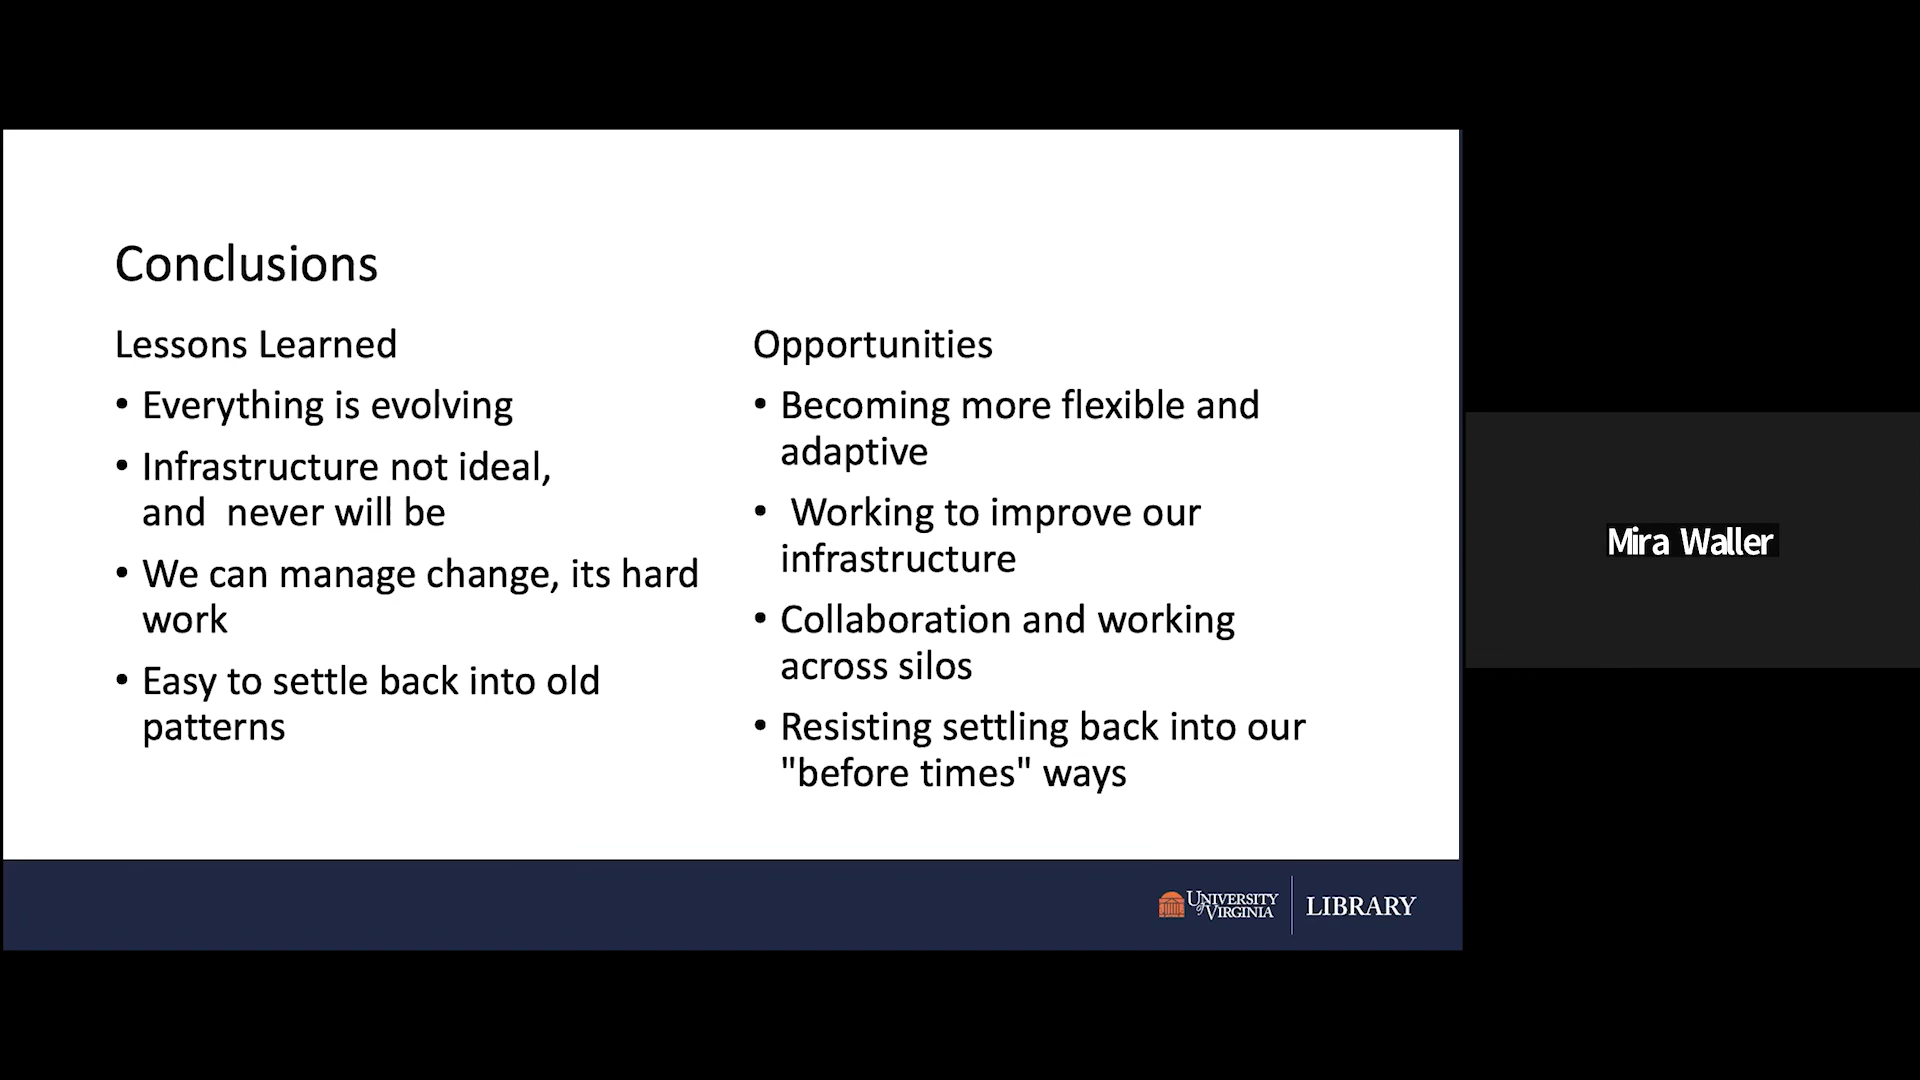 Conclusions
Lessons Learned
• Everything is evolving
• Infrastructure not ideal,
and  never will be
• We can manage change, its hard
work
• Easy to settle back into old
patterns
Opportunities
• Becoming more flexible and
adaptive
•  Working to improve our
infrastructure
• Collaboration and working
across silos
• Resisting settling back into our
"before times" ways
Mira Waller
UNIVERSITY
of VIRGINIA
LIBRARY